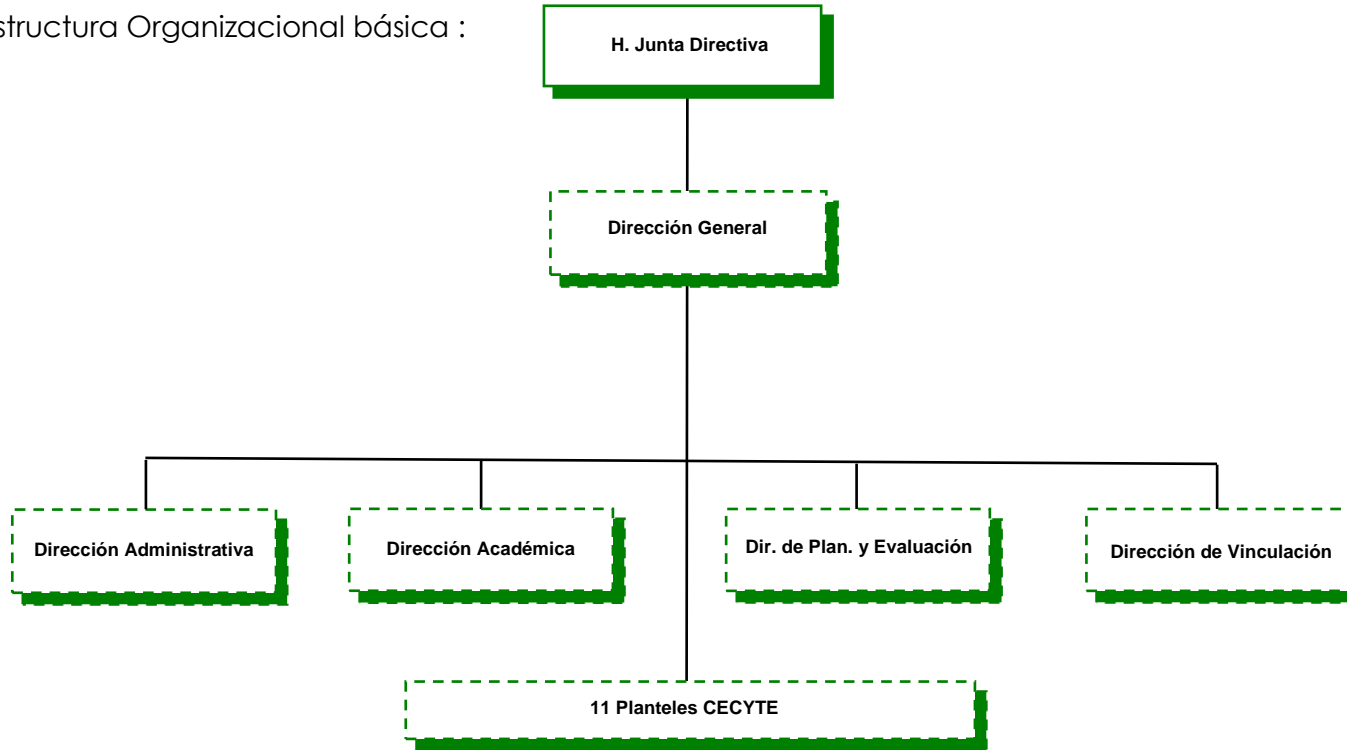 structura Organizacional básica :
H. Junta Directiva
Dirección General
Dirección Administrativa
Dirección Académica
Dir. de Plan. y Evaluación
Dirección de Vinculación
11 Planteles CECYTE